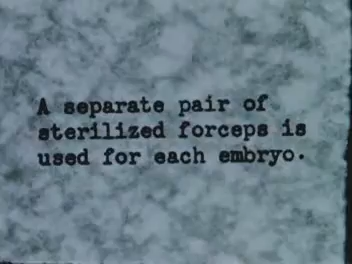 A separate pair of
sterilized forceps is
used for each embryo.